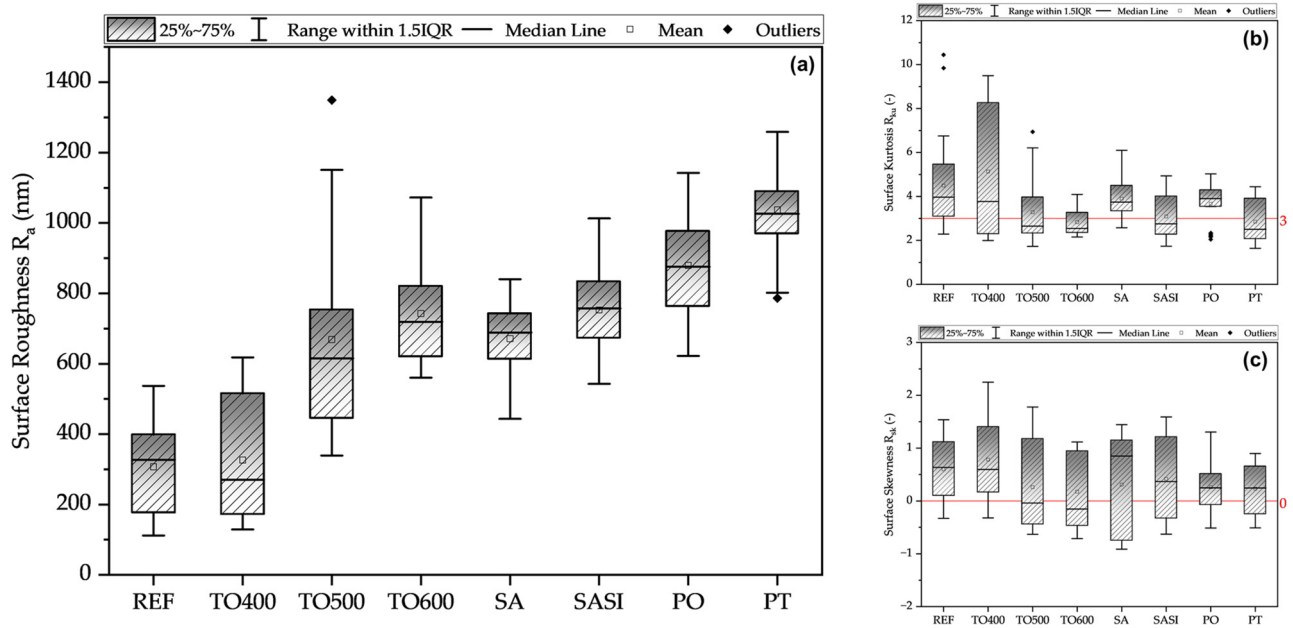 25%~75% Range within 1.5IQR Median Line Mean Outliers
(a)
Surface Roughness Ra (nm)
1400
1200
1000
800
600
400
200
0
REF TO400 TO500 TO600 SA SASI PO PT
25%~75% Range within 1.5IQR Median Line Mean Outliers
(b)
Surface Kurtosis Rku (-)
12
10
8
6
4
2
0
3
REF TO400 TO500 TO600 SA SASI PO PT
25%~75% Range within 1.5IQR Median Line Mean Outliers
(c)
Surface Skewness Rsk (-)
3
2
1
0
−1
−2
0
REF TO400 TO500 TO600 SA SASI PO PT